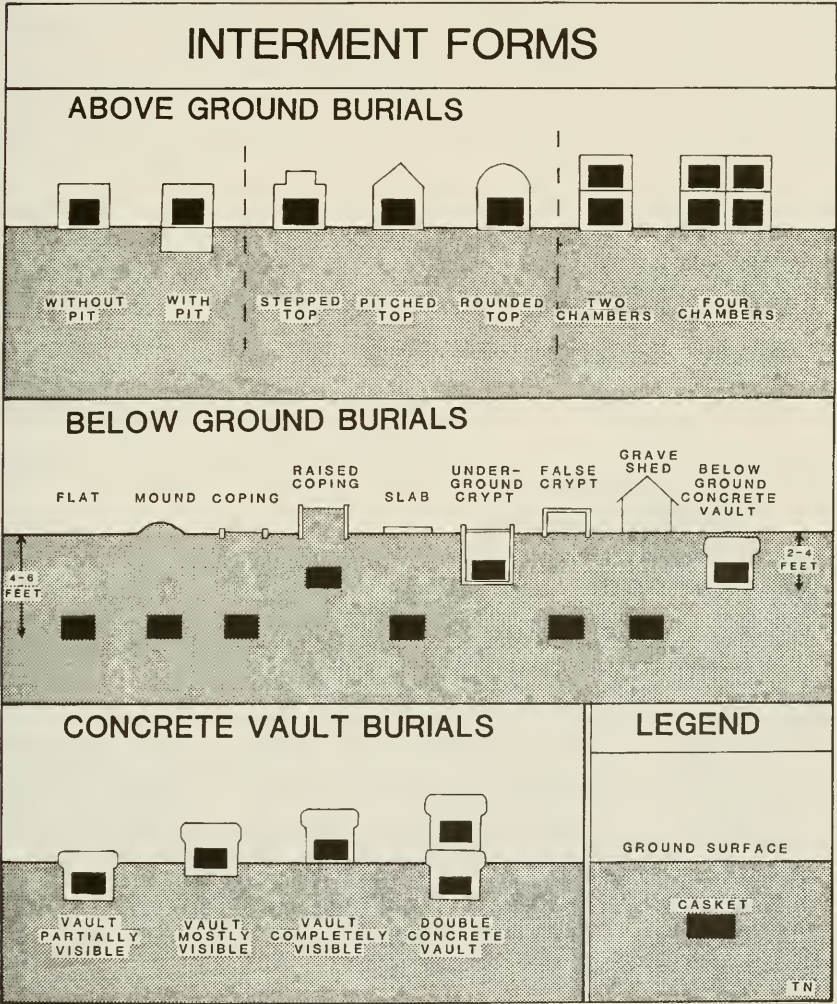 INTERMENT FORMS
ABOVE GROUND BURIALS
WITHOUT
PIT
WITH
PIT
STEPPED
TOP
PITCHED
TOP
ROUNDED
TOP
TWO
CHAMBERS
FOUR
CHAMBERS
BELOW GROUND BURIALS
FLAT
MOUND
COPING
RAISED
COPING
SLAB
UNDER-
GROUND
CRYPT
FALSE
CRYPT
GRAVE
SHED
BELOW
GROUND
CONCRETE
VAULT
4-6
FEET
2-4
FEET
CONCRETE VAULT BURIALS
VAULT
PARTIALLY
VISIBLE
VAULT
MOSTLY
VISIBLE
VAULT
COMPLETELY
VISIBLE
DOUBLE
CONCRETE
VAULT
LEGEND
GROUND SURFACE
CASKET
TN